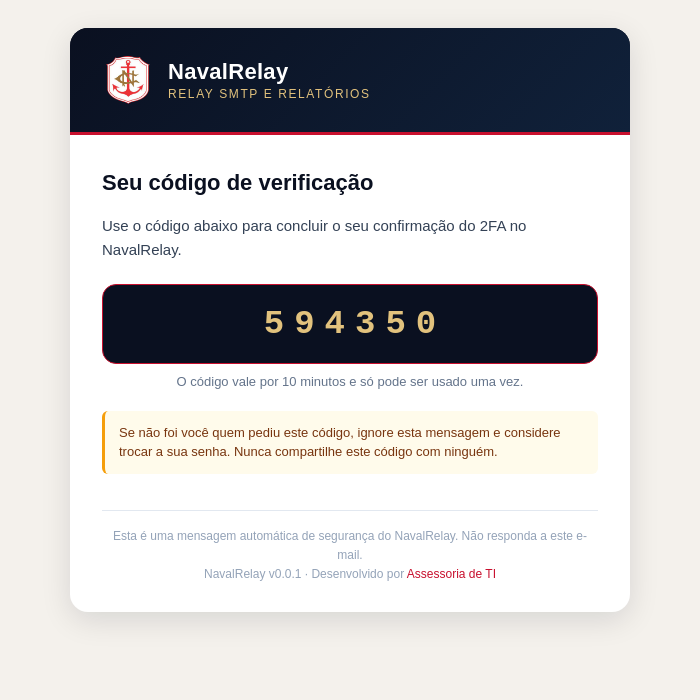 NavalRelay
RELAY SMTP E RELATÓRIOS
Seu código de verificação
Use o código abaixo para concluir o seu confirmação do 2FA no
NavalRelay.
594350
O código vale por 10 minutos e só pode ser usado uma vez.
Se não foi você quem pediu este código, ignore esta mensagem e considere
trocar a sua senha. Nunca compartilhe este código com ninguém.
Esta é uma mensagem automática de segurança do NavalRelay. Não responda a este e-
mail.
NavalRelay v0.0.1 · Desenvolvido por Assessoria de TI